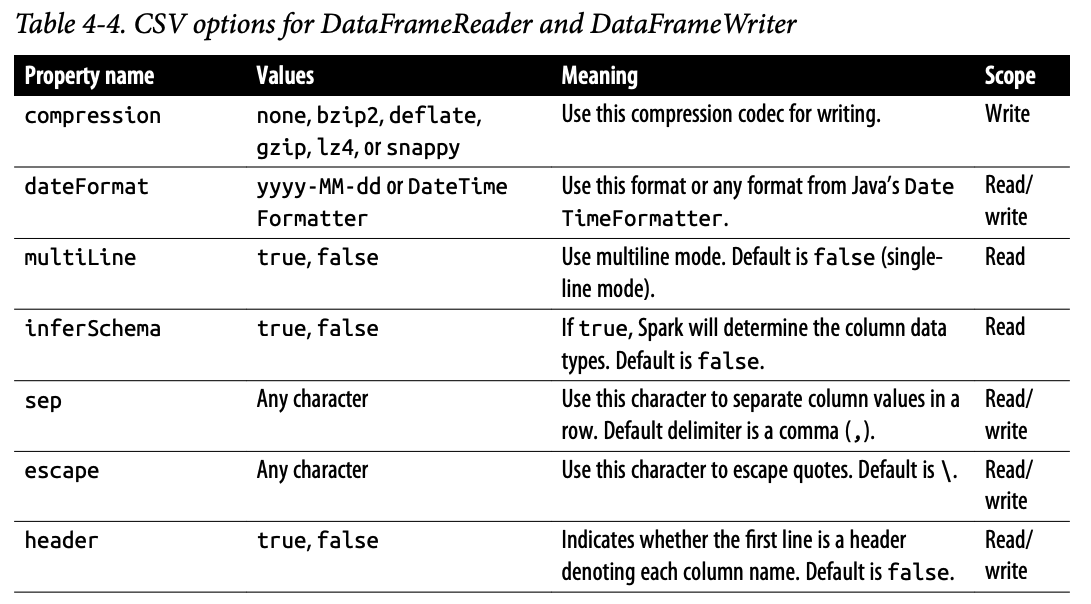 Table 4-4. CSV options for DataFrameReader and DataFrameWriter
Property name Values Meaning Scope
compression none, bzip2, deflate, Use this compression codec for writing. Write
gzip, lz4, or snappy
dateFormat yyyy-MM-dd or DateTime Use this format or any format from Java's Date Read/
Formatter TimeFormatter. write
multiLine true, false Use multiline mode. Default is false (single- Read
line mode).
inferSchema true, false If true, Spark will determine the column data Read
types. Default is false.
sep Any character Use this character to separate column values in a Read/
row. Default delimiter is a comma (,). write
escape Any character Use this character to escape quotes. Default is \. Read/
write
header true, false Indicates whether the first line is a header Read/
denoting each column name. Default is false. write